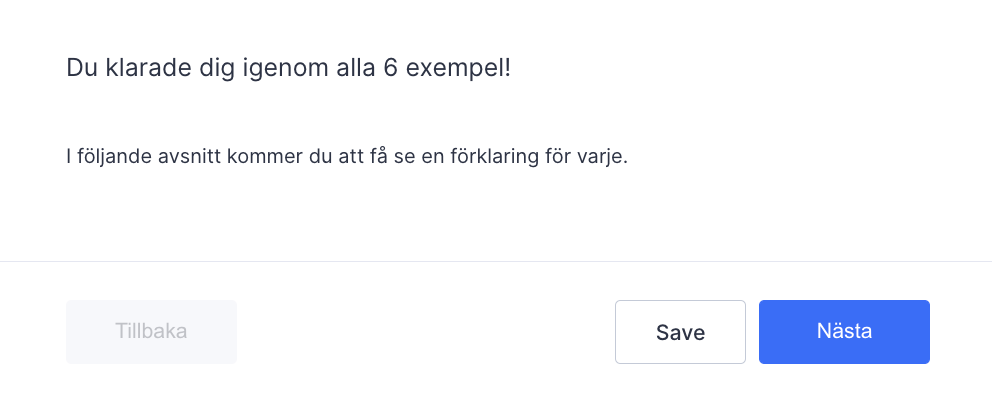 Du klarade dig igenom alla 6 exempel!
I följande avsnitt kommer du att få se en förklaring för varje.
Tillbaka
Save
Nästa